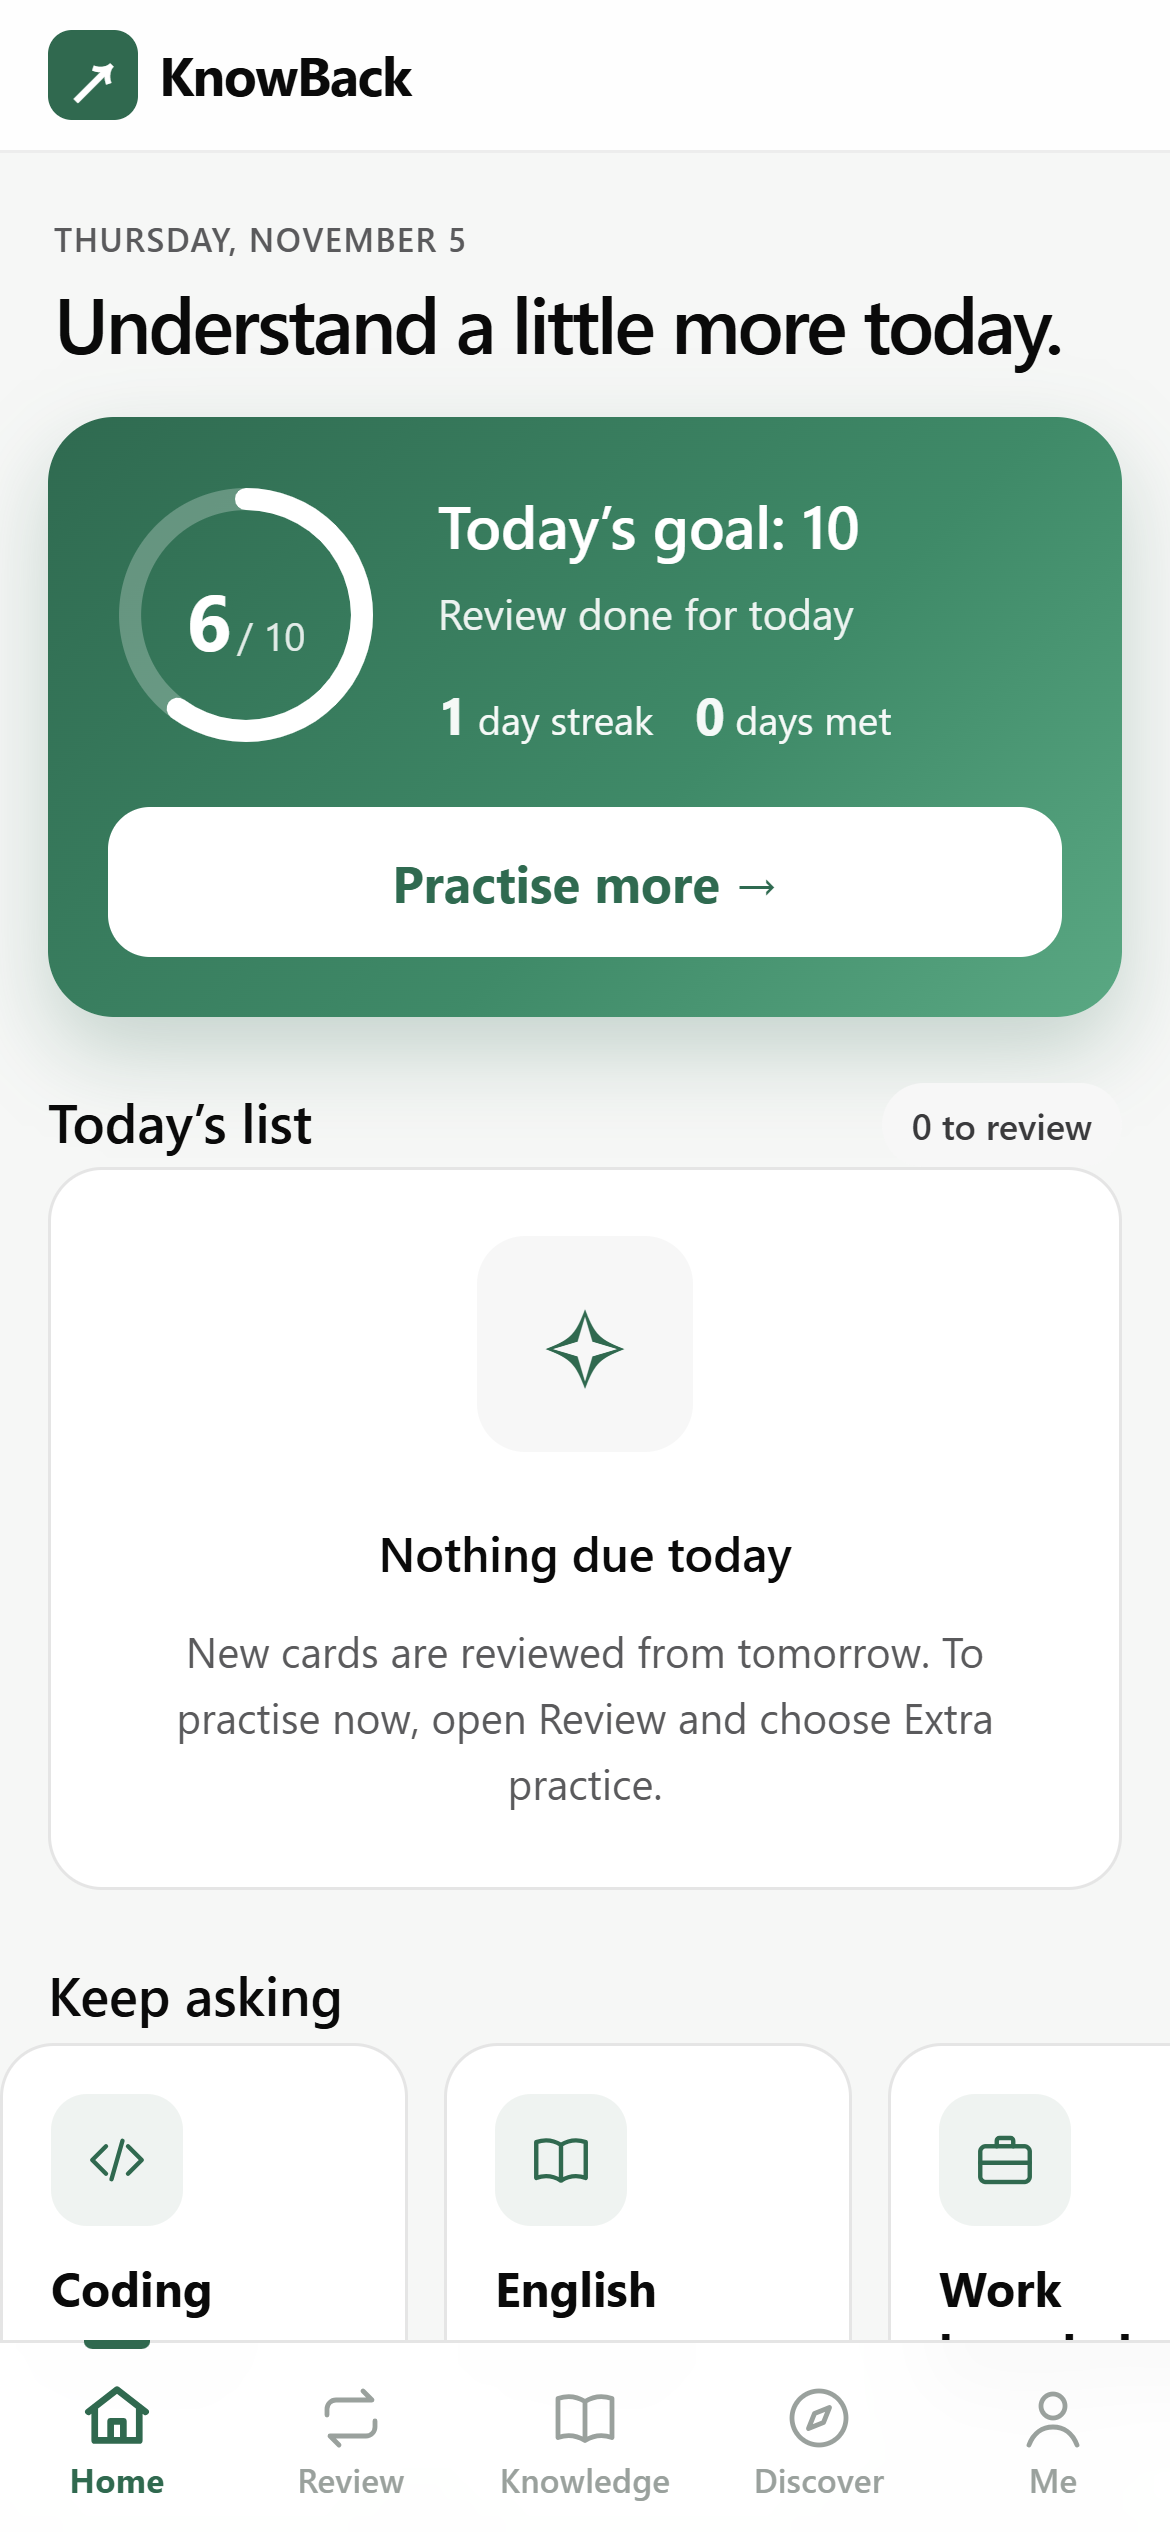 KnowBack
THURSDAY, NOVEMBER 5
Understand a little more today.
6 / 10
Today’s goal: 10
Review done for today
1 day streak 0 days met
Practise more →
Today’s list
0 to review
Nothing due today
New cards are reviewed from tomorrow. To
practise now, open Review and choose Extra
practice.
Keep asking
Coding
English
Work
Home
Review
Knowledge
Discover
Me